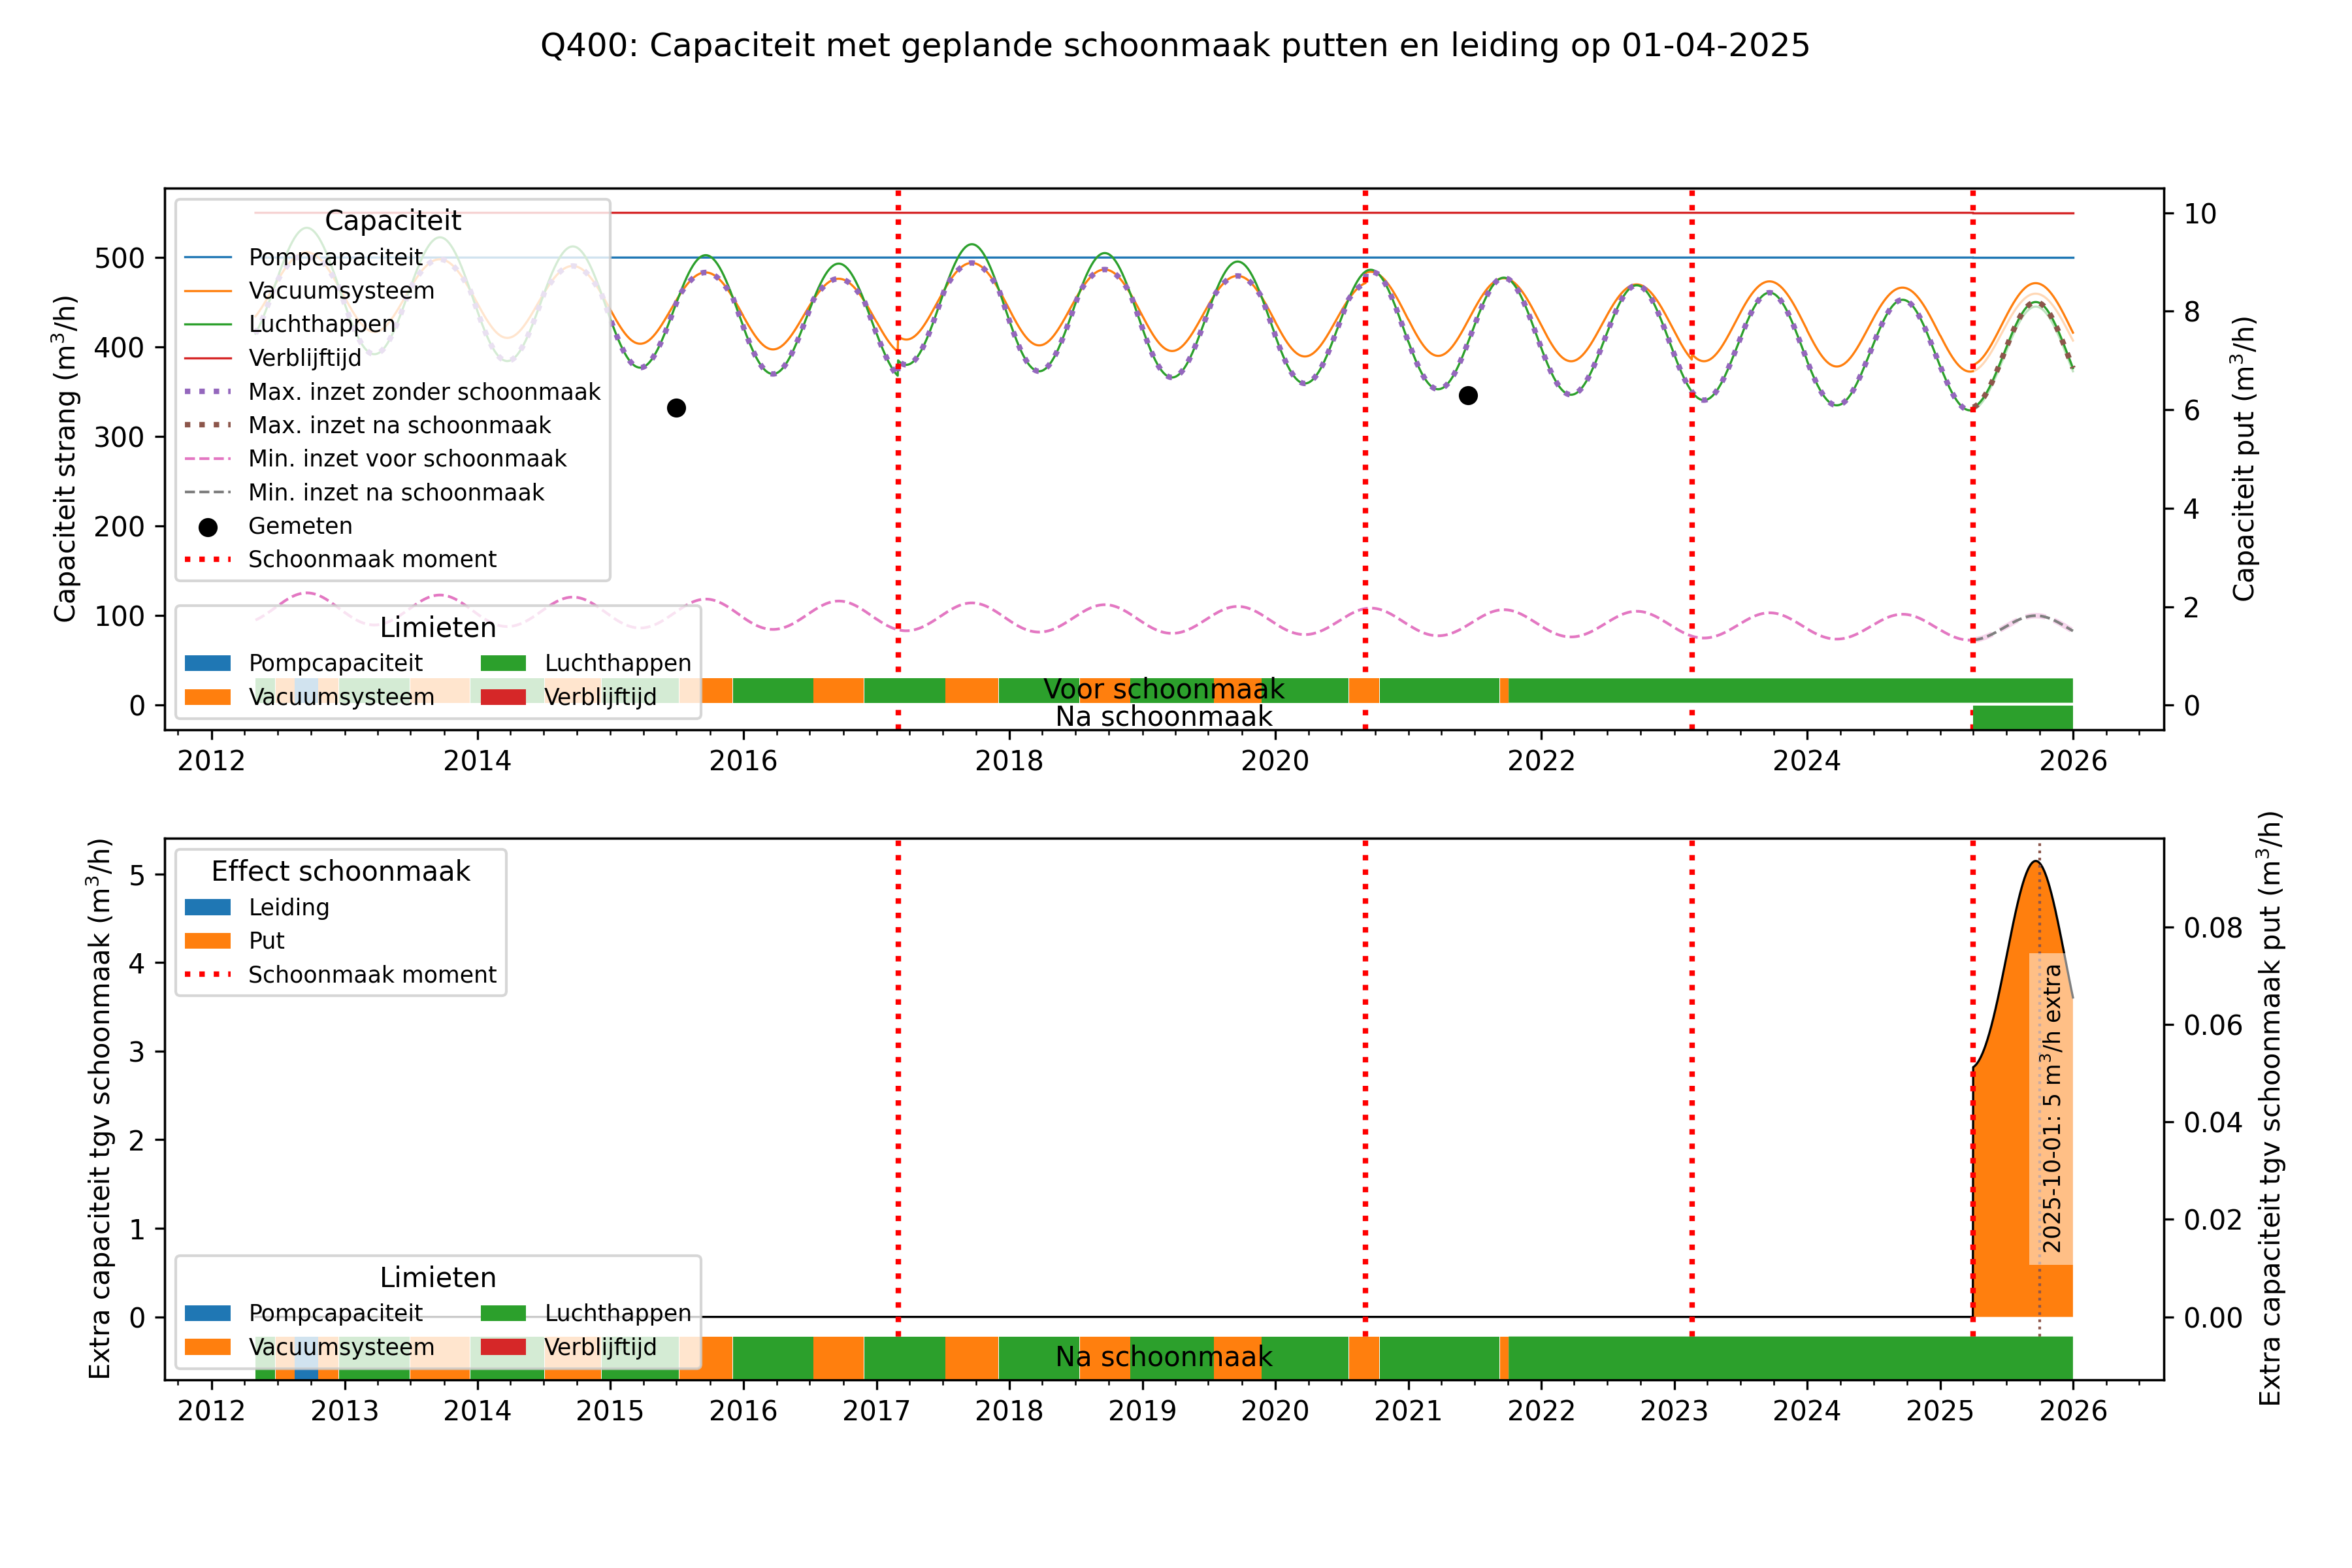 Q400: Capaciteit met geplande schoonmaak putten en leiding op 01-04-2025
Capaciteit strang (m³/h)
500
400
300
200
100
0
Capaciteit
Pompcapaciteit
Vacuumsysteem
Luchthappen
Verblijftijd
Max. inzet zonder schoonmaak
Max. inzet na schoonmaak
Min. inzet voor schoonmaak
Min. inzet na schoonmaak
Gemeten
Schoonmaak moment
Limieten
Pompcapaciteit
Vacuumsysteem
Luchthappen
Verblijftijd
Voor schoonmaak
Na schoonmaak
10
8
6
4
2
0
Capaciteit put (m³/h)
2012 2014 2016 2018 2020 2022 2024 2026
Extra capaciteit tgv schoonmaak (m³/h)
5
4
3
2
1
0
Effect schoonmaak
Leiding
Put
Schoonmaak moment
Limieten
Pompcapaciteit
Vacuumsysteem
Luchthappen
Verblijftijd
Na schoonmaak
2025-10-01: 5 m³/h extra
0.08
0.06
0.04
0.02
0.00
Extra capaciteit tgv schoonmaak put (m³/h)
2012 2013 2014 2015 2016 2017 2018 2019 2020 2021 2022 2023 2024 2025 2026